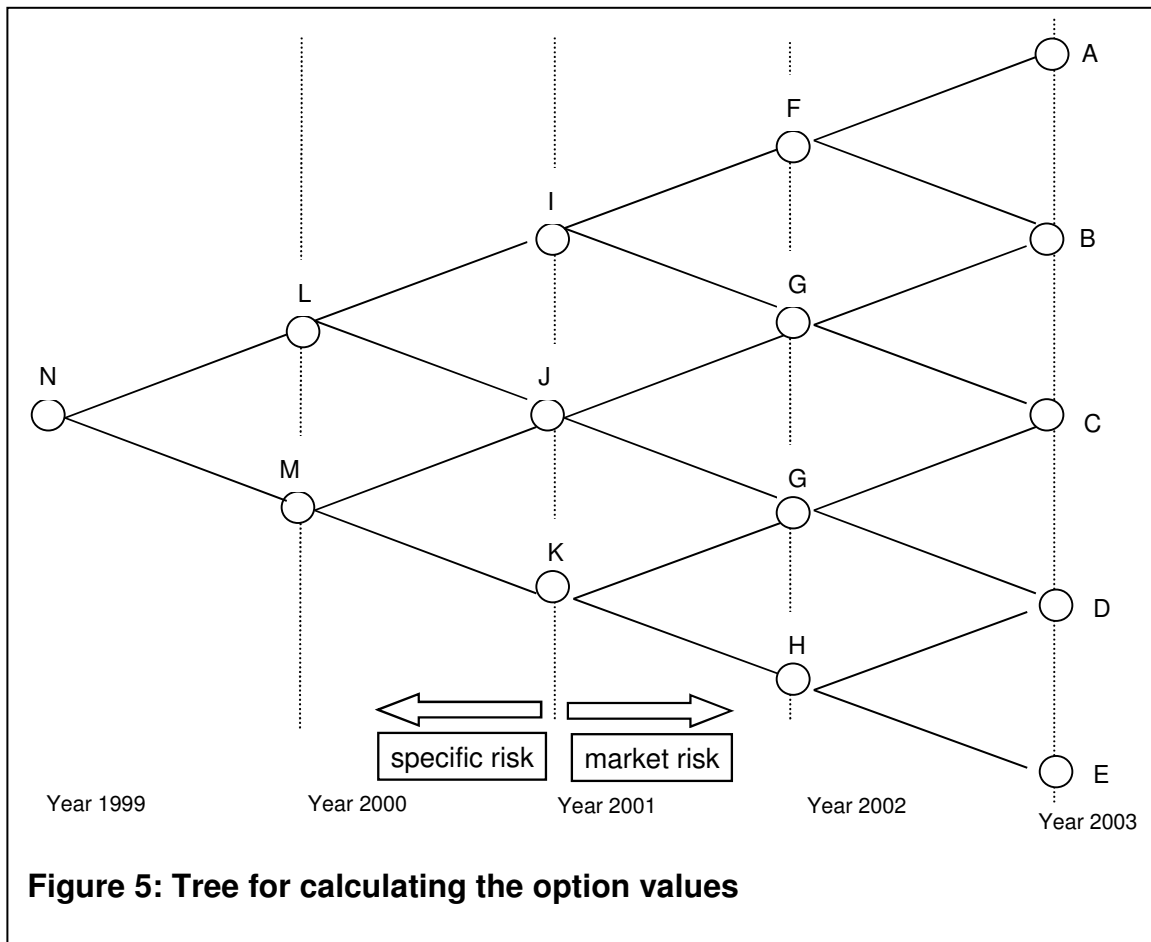 A
F
I
B
L
G
N
J
C
M
G
K
D
H
specific risk
market risk
E
Year 1999
Year 2000
Year 2001
Year 2002
Year 2003
Figure 5: Tree for calculating the option values